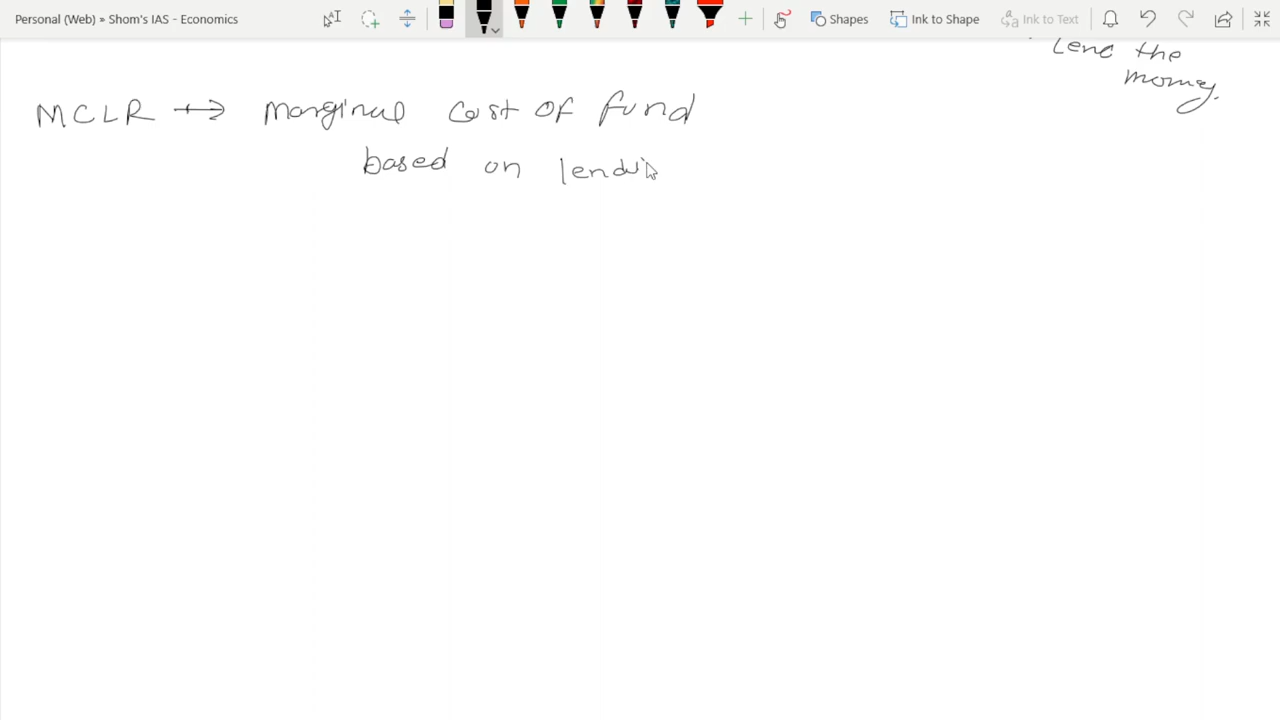 Personal (Web) » Shom's IAS - Economics
Shapes
Ink to Shape
Ink to Text
lend the
money.
MCLR → marginal cost of fund
based on lendi